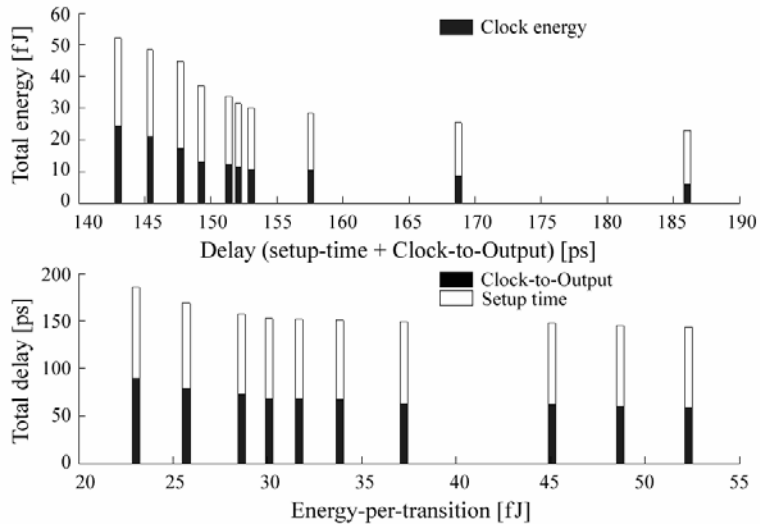 60
50
40
30
20
10
0
Total energy [fJ]
Clock energy
140 145 150 155 160 165 170 175 180 185 190
Delay (setup-time + Clock-to-Output) [ps]
200
150
100
50
0
Total delay [ps]
Clock-to-Output
Setup time
20 25 30 35 40 45 50 55
Energy-per-transition [fJ]